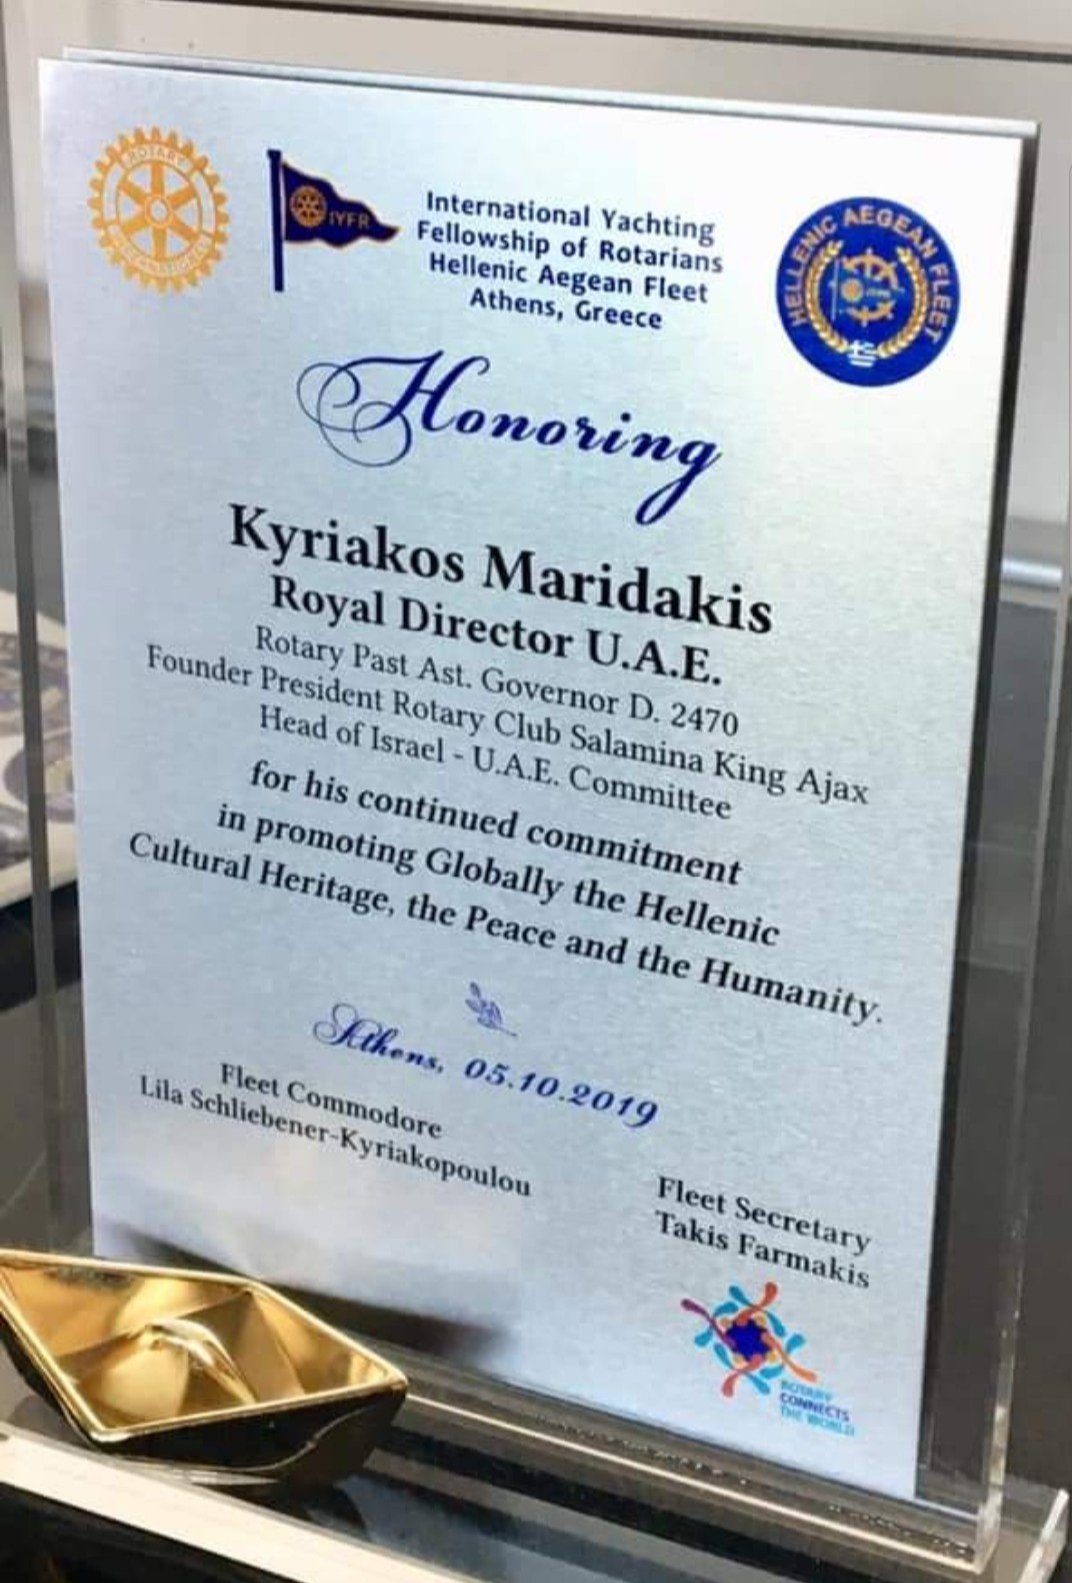 ROTARY
INTERNATIONAL
IYFR
International Yachting
Fellowship of Rotarians
Hellenic Aegean Fleet
Athens, Greece
HELLENIC AEGEAN FLEET
Honoring
Kyriakos Maridakis
Royal Director U.A.E.
Rotary Past Ast. Governor D. 2470
Founder President Rotary Club Salamina King Ajax
Head of Israel - U.A.E. Committee
for his continued commitment
in promoting Globally the Hellenic
Cultural Heritage, the Peace and the Humanity.
Athens, 05.10.2019
Fleet Commodore
Lila Schliebener-Kyriakopoulou
Fleet Secretary
Takis Farmakis
ROTARY
CONNECTS
THE WORLD